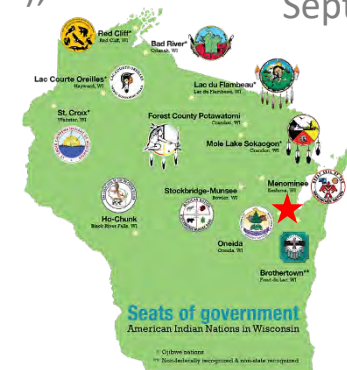 Sept
Red Cliff*
Red Cliff, WI
Bad River*
Odanah, WI
Lac Courte Oreilles*
Hayward, WI
Lac du Flambeau*
Lac du Flambeau, WI
St. Croix*
Webster, WI
Forest County Potawatomi
Crandon, WI
Mole Lake Sokaogon*
Crandon, WI
Stockbridge-Munsee
Bowler, WI
Menominee
Keshena, WI
Ho-Chunk
Black River Falls, WI
Oneida
Oneida, WI
Brothertown**
Fond du Lac, WI
Seats of government
American Indian Nations in Wisconsin
* Ojibwe nations
** Non-federally recognized & non-state recognized